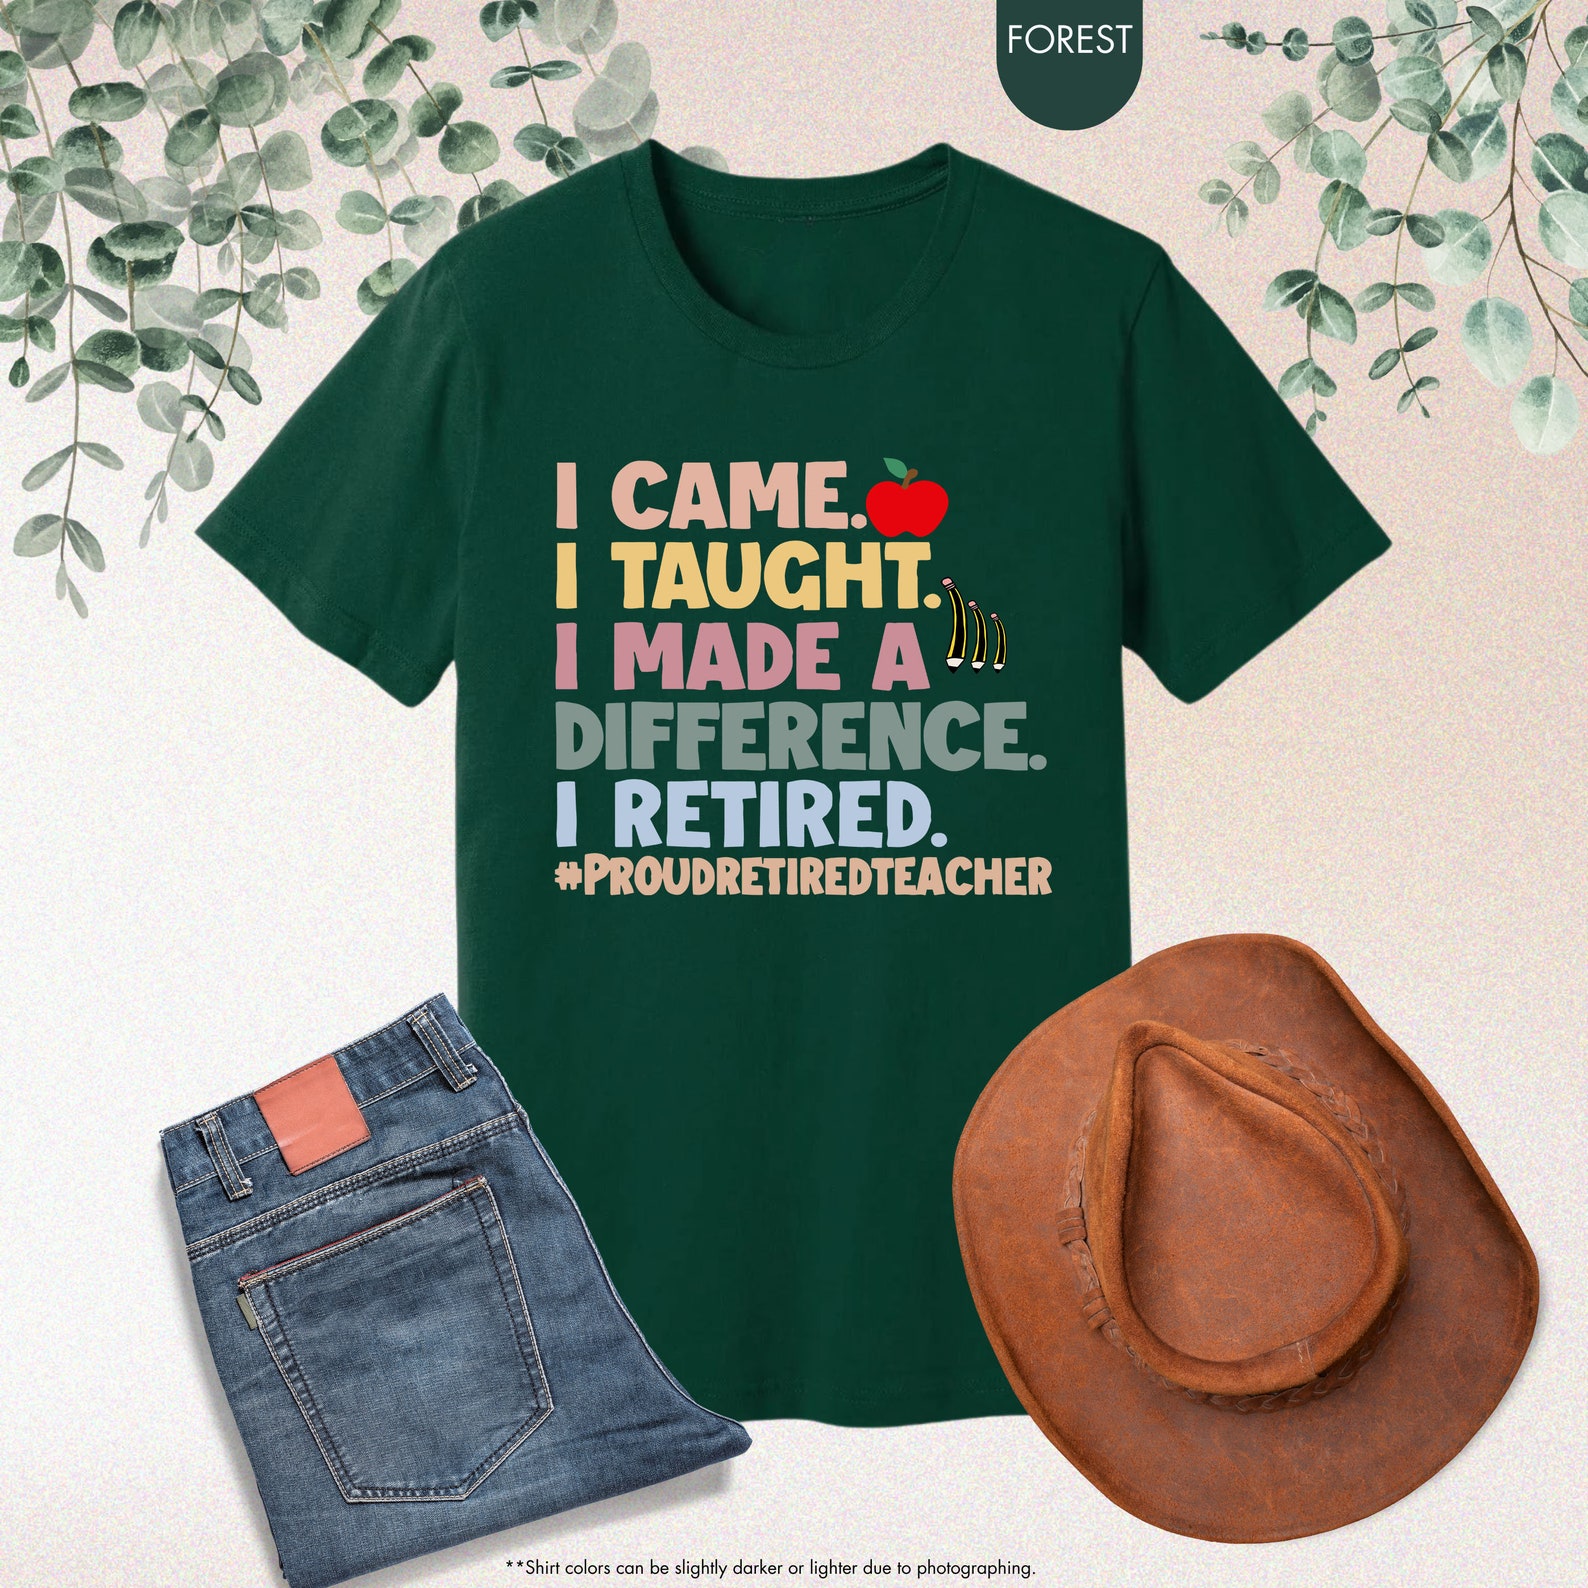 FOREST
I CAME.
I TAUGHT.
I MADE A
DIFFERENCE.
I RETIRED.
#PROUDRETIREDTEACHER
**Shirt colors can be slightly darker or lighter due to photographing.